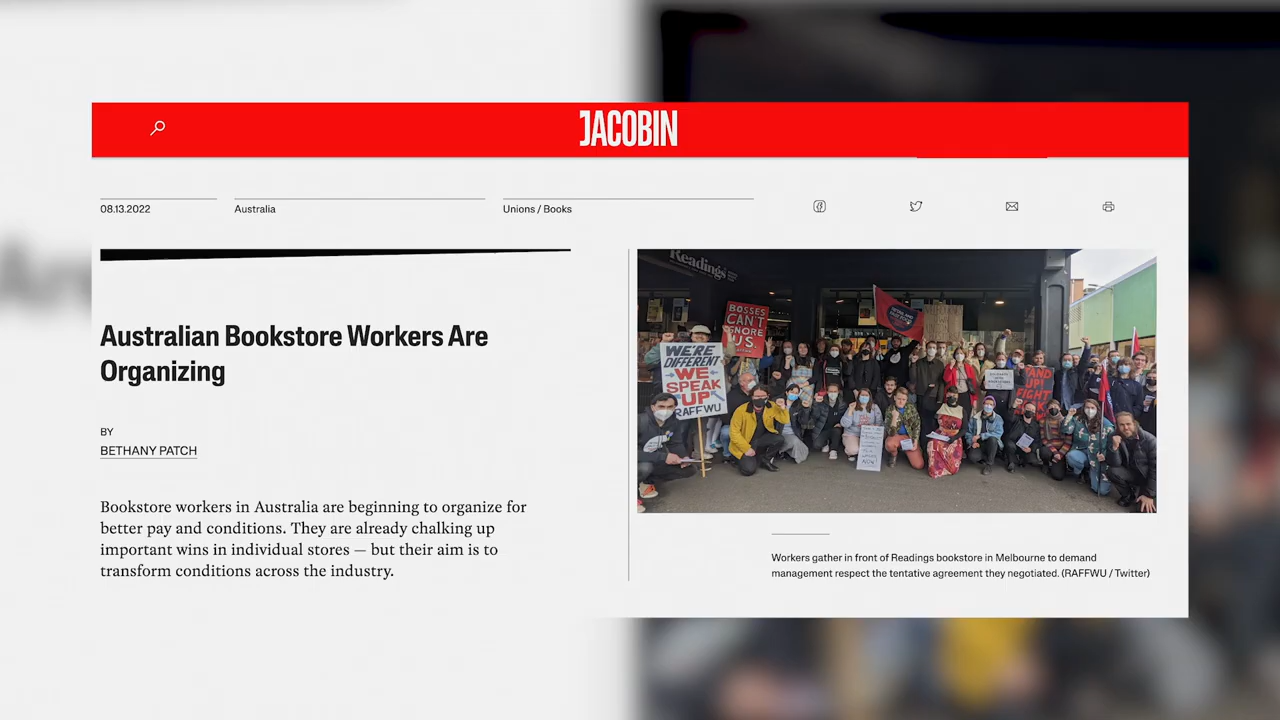 JACOBIN
08.13.2022
Australia
Unions / Books
Australian Bookstore Workers Are
Organizing
BY
BETHANY PATCH
Bookstore workers in Australia are beginning to organize for
better pay and conditions. They are already chalking up
important wins in individual stores — but their aim is to
transform conditions across the industry.
Readings
BOSSES
CAN'T
IGNORE
US
WE'RE
DIFFERENT
WE
SPEAK
UP
RAFFWU
STAND
UP!
FIGHT
Workers gather in front of Readings bookstore in Melbourne to demand
management respect the tentative agreement they negotiated. (RAFFWU / Twitter)